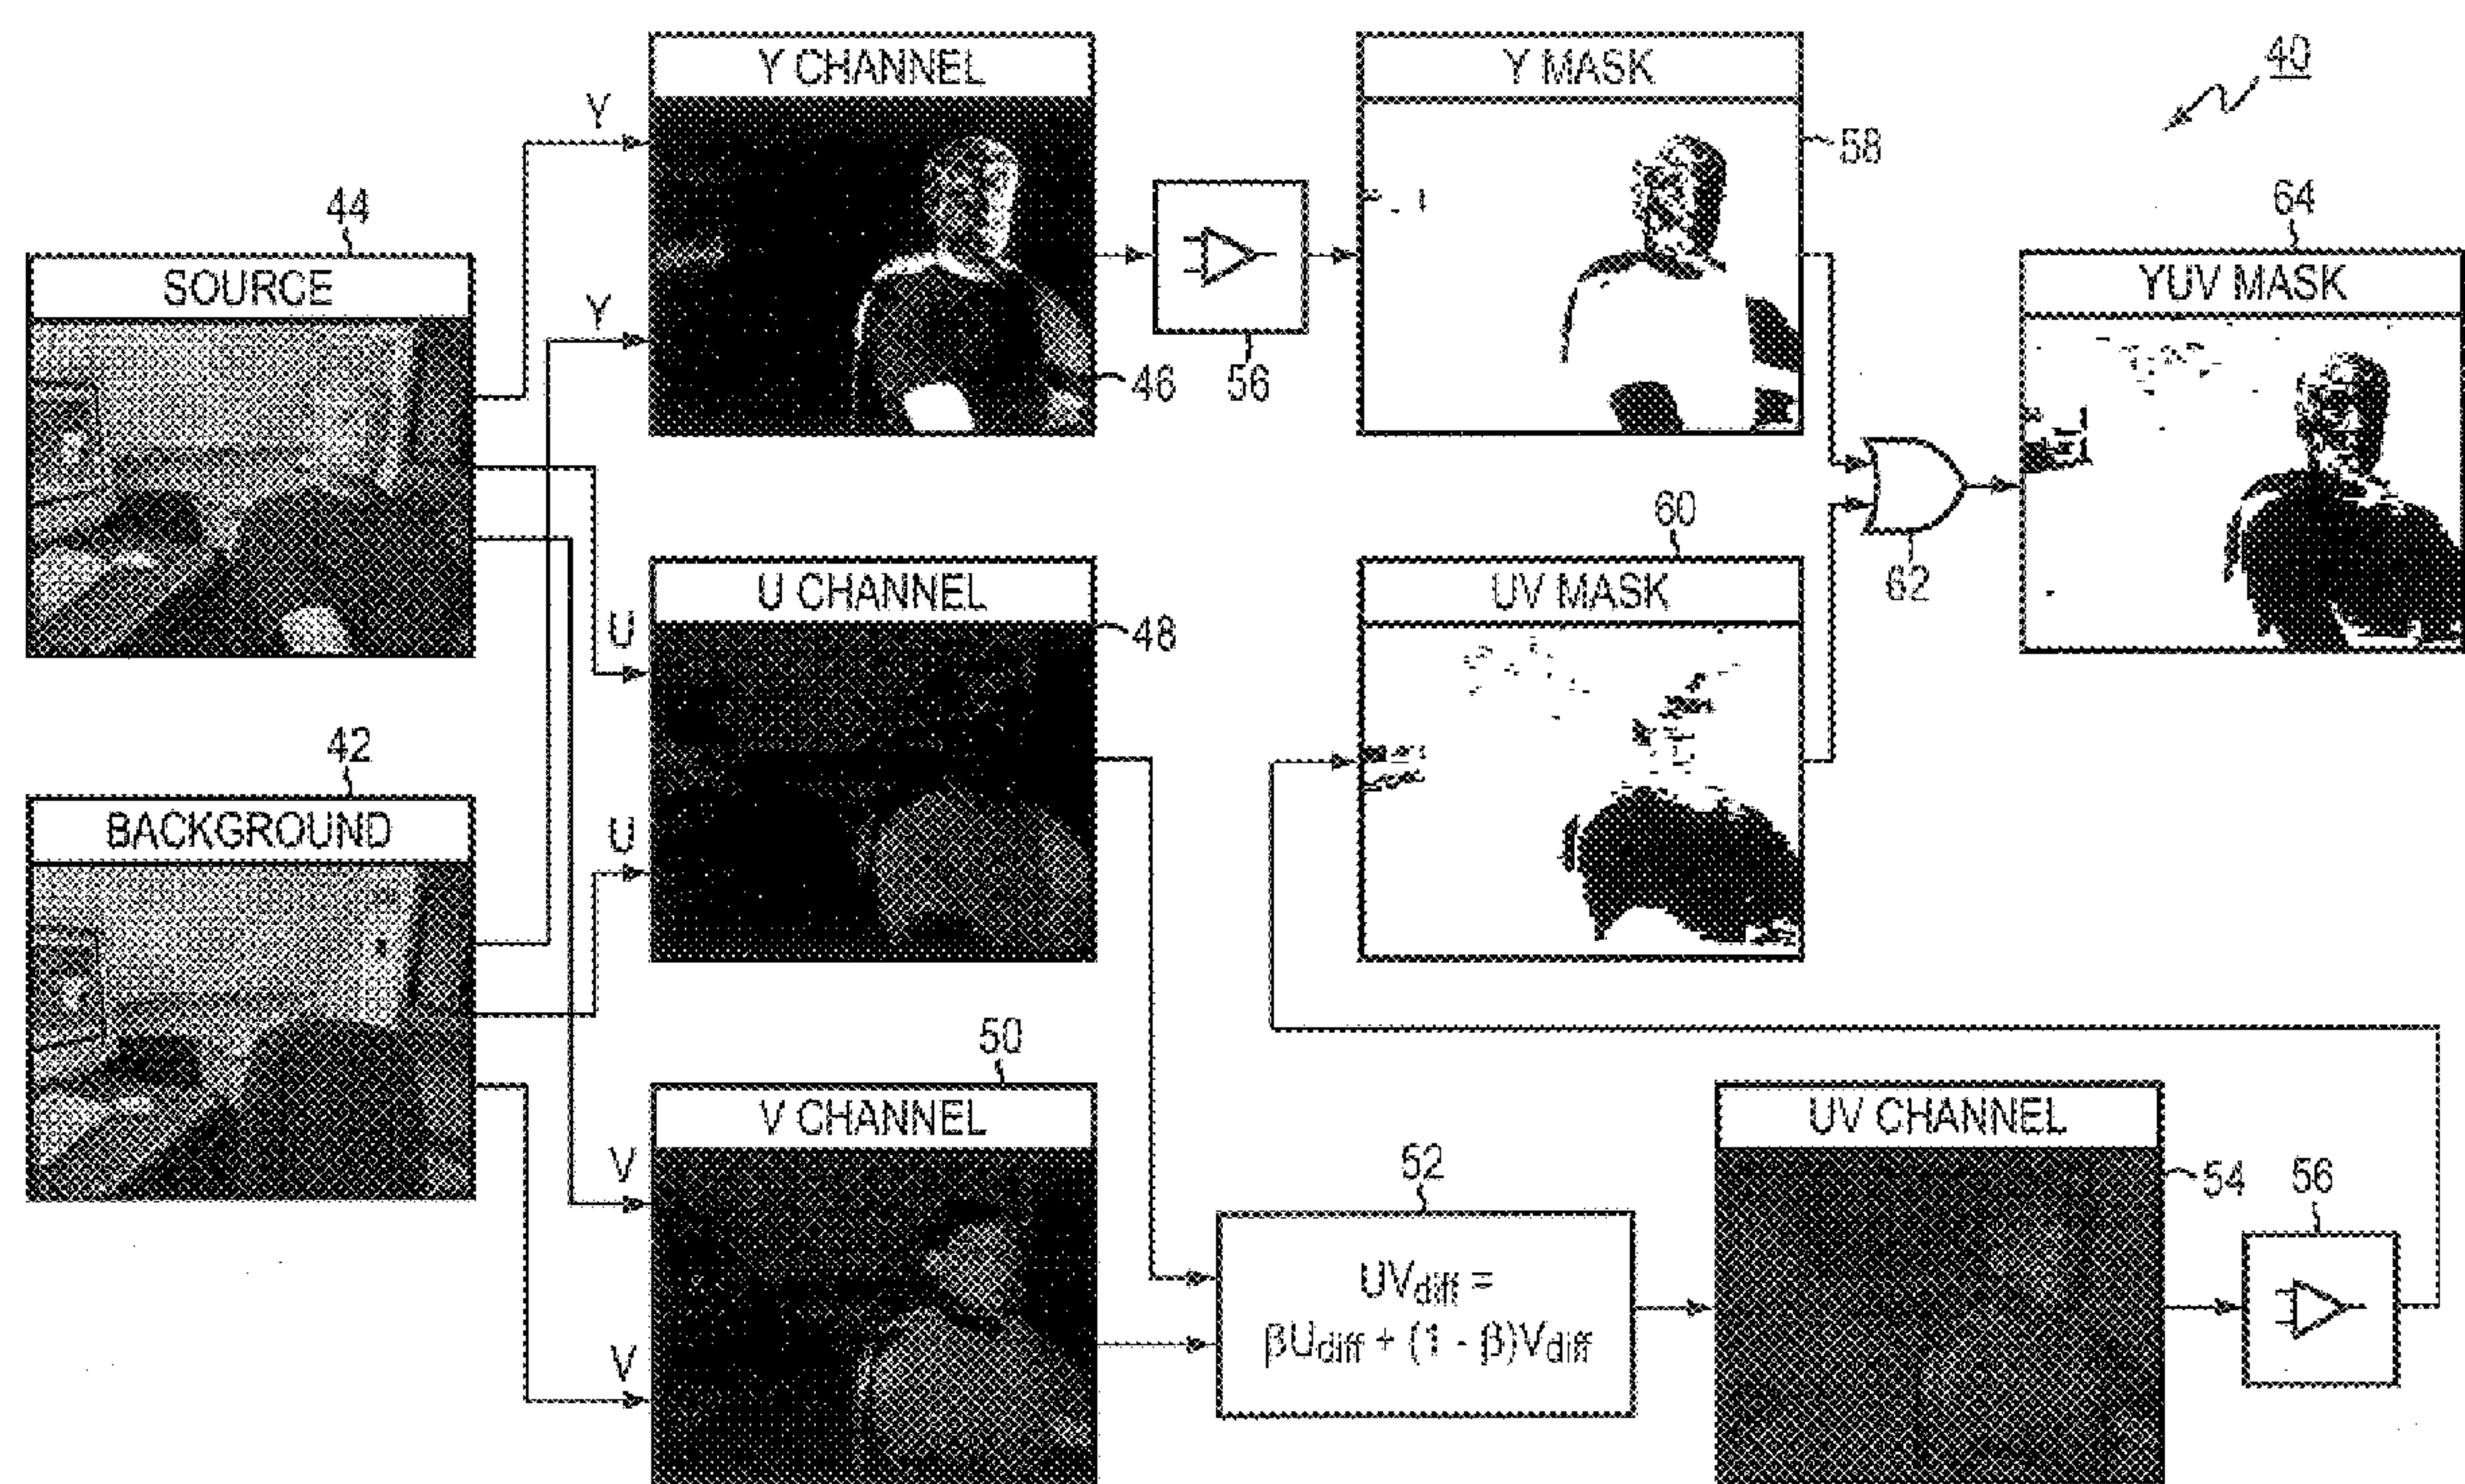 Y CHANNEL
Y MASK
40
Y
58
44
64
SOURCE
YUV MASK
Y
46
56
60
U CHANNEL
UV MASK
62
U
48
42
BACKGROUND
U
50
V CHANNEL
UV CHANNEL
V
52
54
56
UVdiff =
βUdiff + (1 - β)Vdiff
V